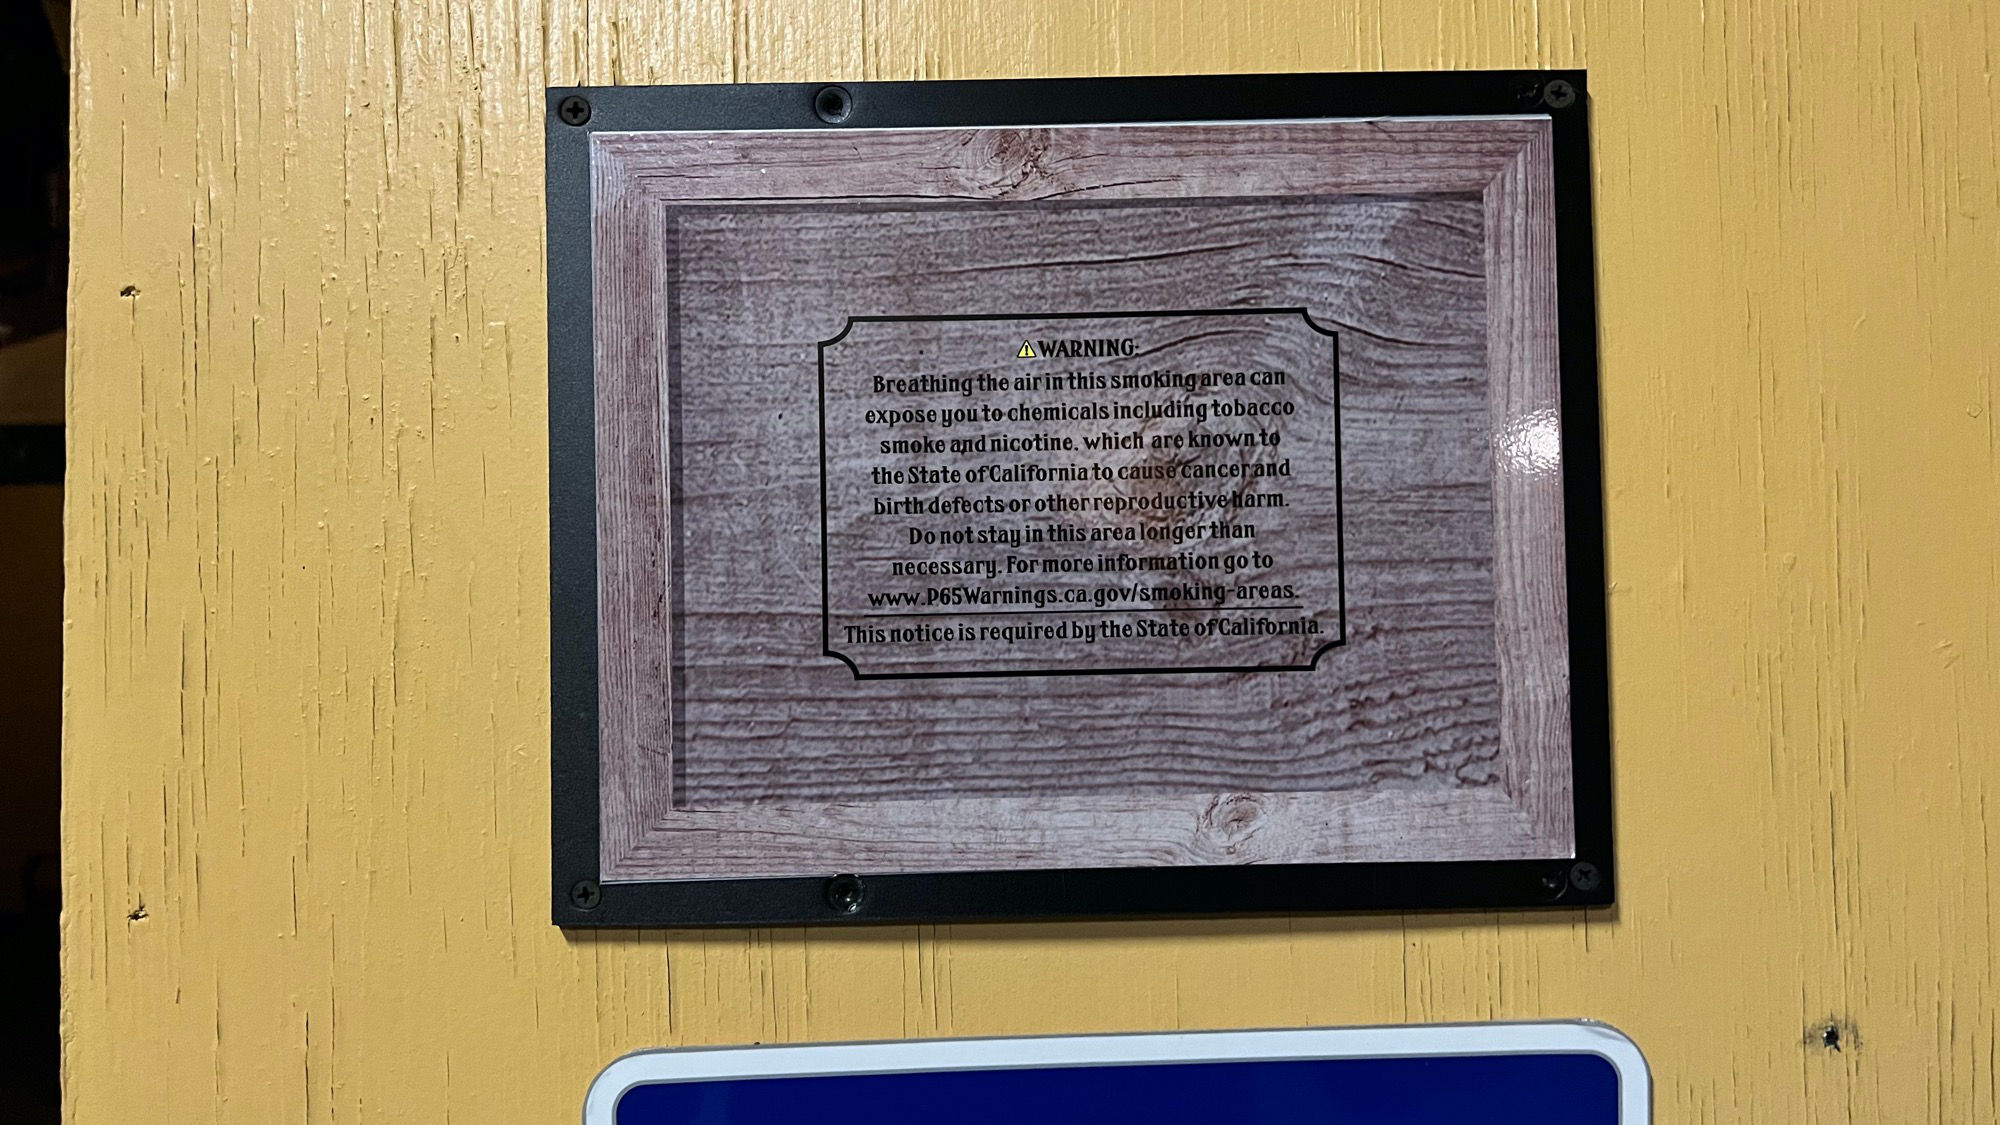 ⚠WARNING:
Breathing the air in this smoking area can
expose you to chemicals including tobacco
smoke and nicotine, which are known to
the State of California to cause cancer and
birth defects or other reproductive harm.
Do not stay in this area longer than
necessary. For more information go to
www.P65Warnings.ca.gov/smoking-areas.
This notice is required by the State of California.